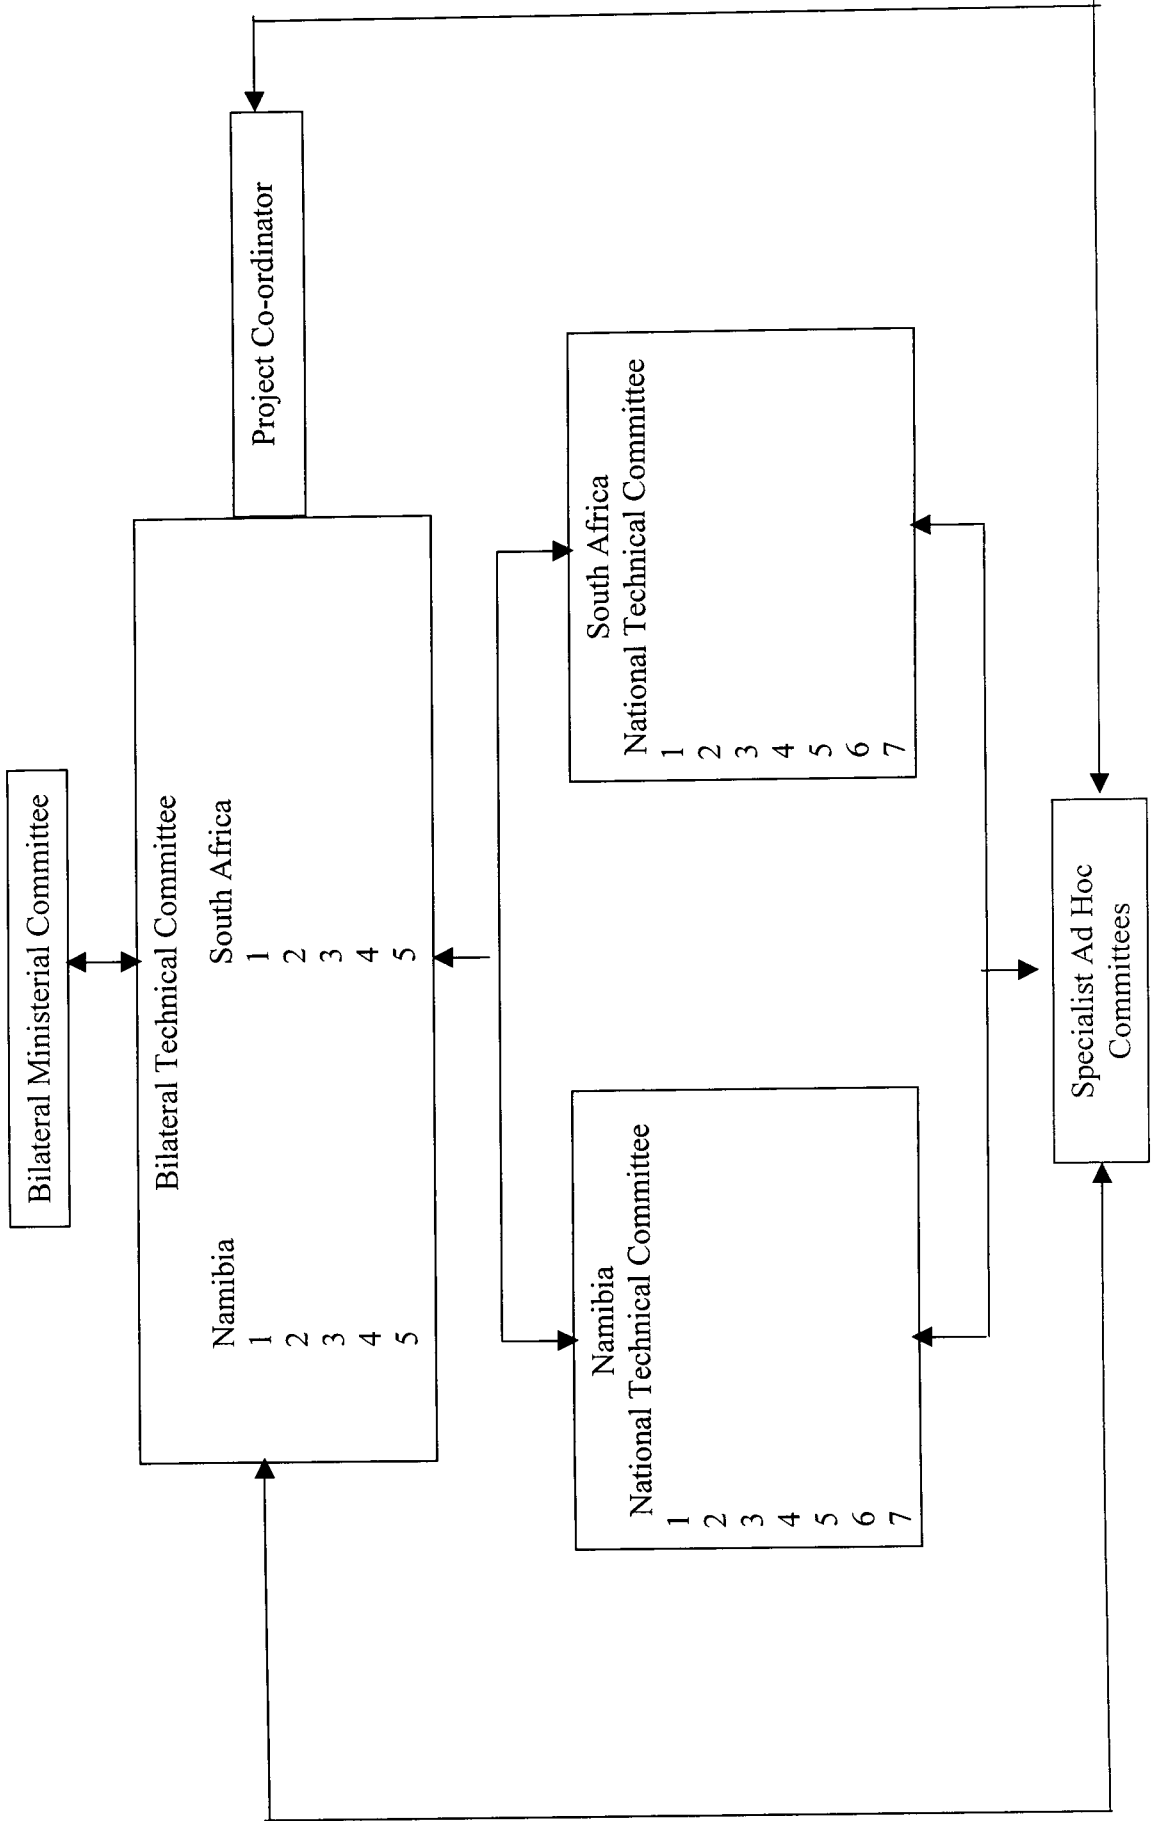 Bilateral Ministerial Committee
Bilateral Technical Committee
Namibia
1
2
3
4
5
South Africa
1
2
3
4
5
Project Co-ordinator
Namibia
National Technical Committee
1
2
3
4
5
6
7
South Africa
National Technical Committee
1
2
3
4
5
6
7
Specialist Ad Hoc
Committees